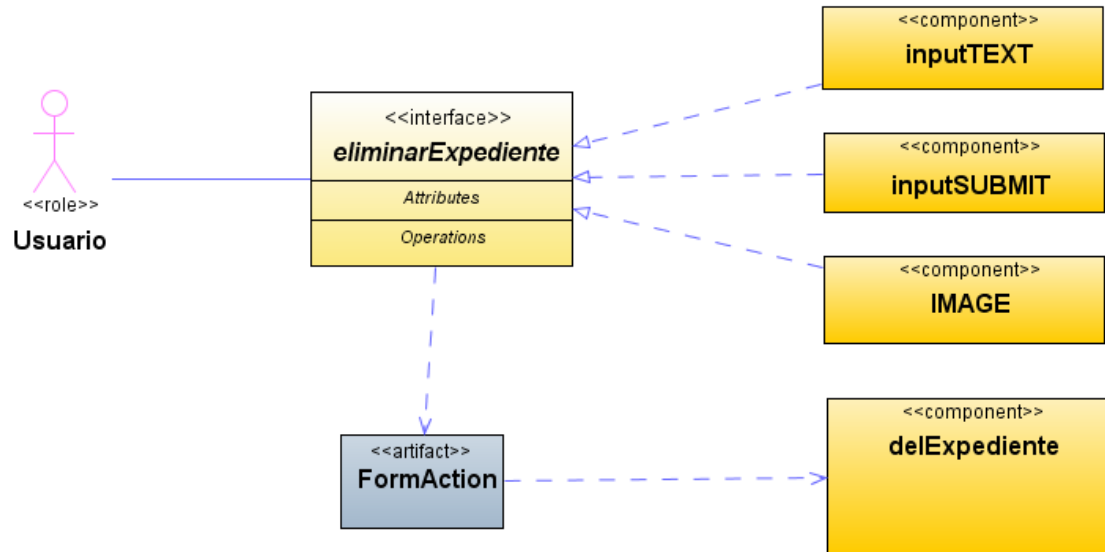 <<component>>
inputTEXT
<<interface>>
eliminarExpediente
Attributes
Operations
<<role>>
Usuario
<<component>>
inputSUBMIT
<<component>>
IMAGE
<<artifact>>
FormAction
<<component>>
delExpediente